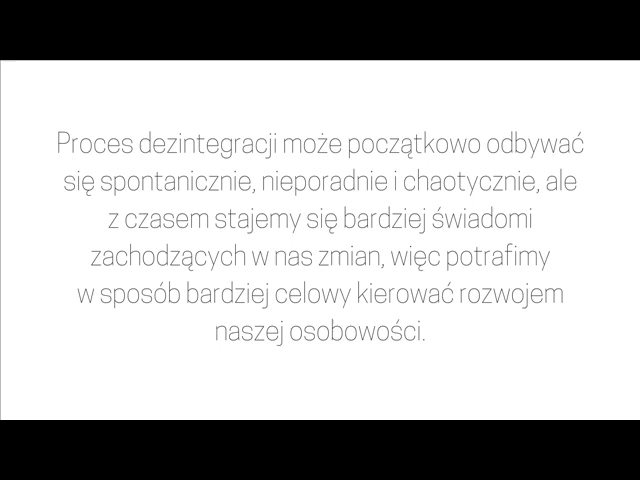 Proces dezintegracji może początkowo odbywać
się spontanicznie, nieporadnie i chaotycznie, ale
z czasem stajemy się bardziej świadomi
zachodzących w nas zmian, więc potrafimy
w sposób bardziej celowy kierować rozwojem
naszej osobowości.